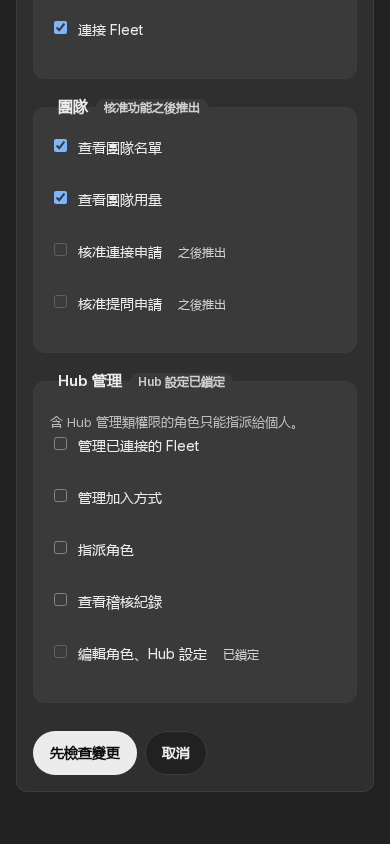 連接 Fleet
團隊 核准功能之後推出
查看團隊名單
查看團隊用量
核准連接申請 之後推出
核准提問申請 之後推出
Hub 管理 Hub 設定已鎖定
含 Hub 管理類權限的角色只能指派給個人。
管理已連接的 Fleet
管理加入方式
指派角色
查看稽核紀錄
編輯角色、Hub 設定 已鎖定
先檢查變更 取消